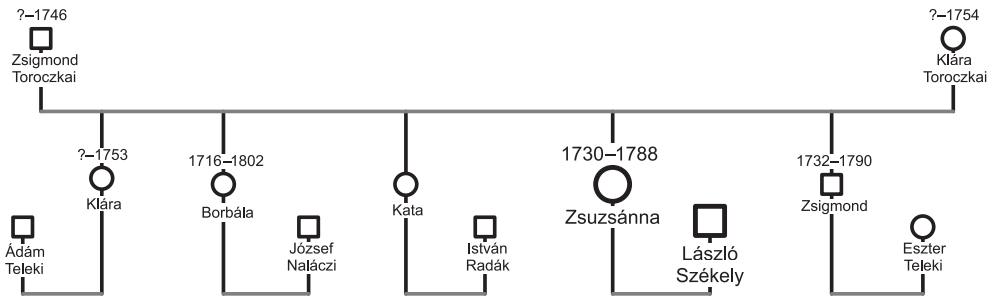 ?–1746
Zsigmond
Toroczkai
?–1754
Klára
Toroczkai
?–1753
Klára
1716–1802
Borbála
Kata
1730–1788
Zsuzsánna
1732–1790
Zsigmond
Ádám
Teleki
József
Naláczi
István
Radák
László
Székely
Eszter
Teleki